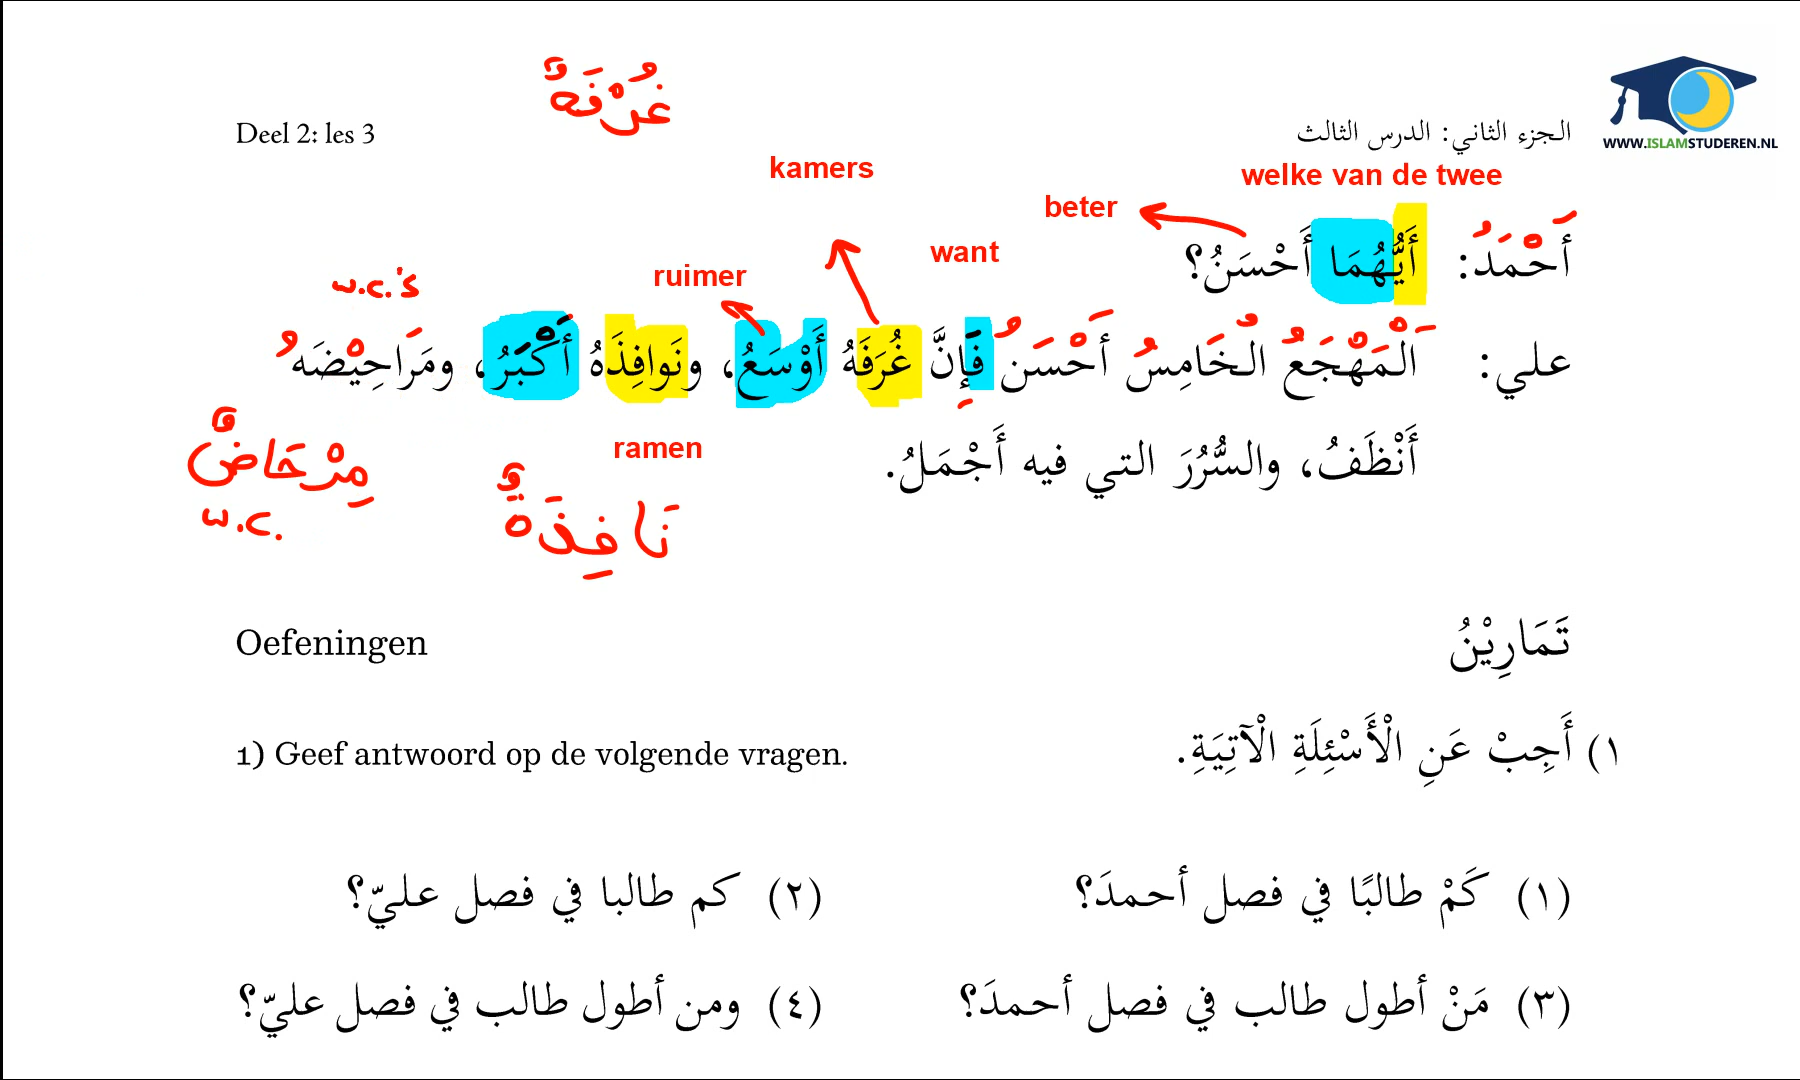 غُرْفَةٌ
Deel 2: les 3
الجزء الثاني: الدرس الثالث
WWW.ISLAMSTUDEREN.NL
kamers
welke van de twee
beter
want
ruimer
w.c.'s
أَحْمَدُ: أَيُّهُمَا أَحْسَنُ؟
علي: اَلْمَهْجَعُ الْخَامِسُ أَحْسَنُ فَإِنَّ غُرَفَهُ أَوْسَعُ، ونَوافِذَهُ أَكْبَرُ، ومَرَاحِيْضَهُ
ramen
أَنْظَفُ، والسُّرُرَ التي فيه أَجْمَلُ.
مِرْحَاضٌ
w.c.
نَافِذَةٌ
Oefeningen
تَمَارِيْنُ
1) Geef antwoord op de volgende vragen.
١) أَجِبْ عَنِ الْأَسْئِلَةِ الْآتِيَةِ.
(١) كَمْ طالبًا في فصل أحمدَ؟
(٢) كم طالبا في فصل عليّ؟
(٣) مَنْ أطول طالب في فصل أحمدَ؟
(٤) ومن أطول طالب في فصل عليّ؟